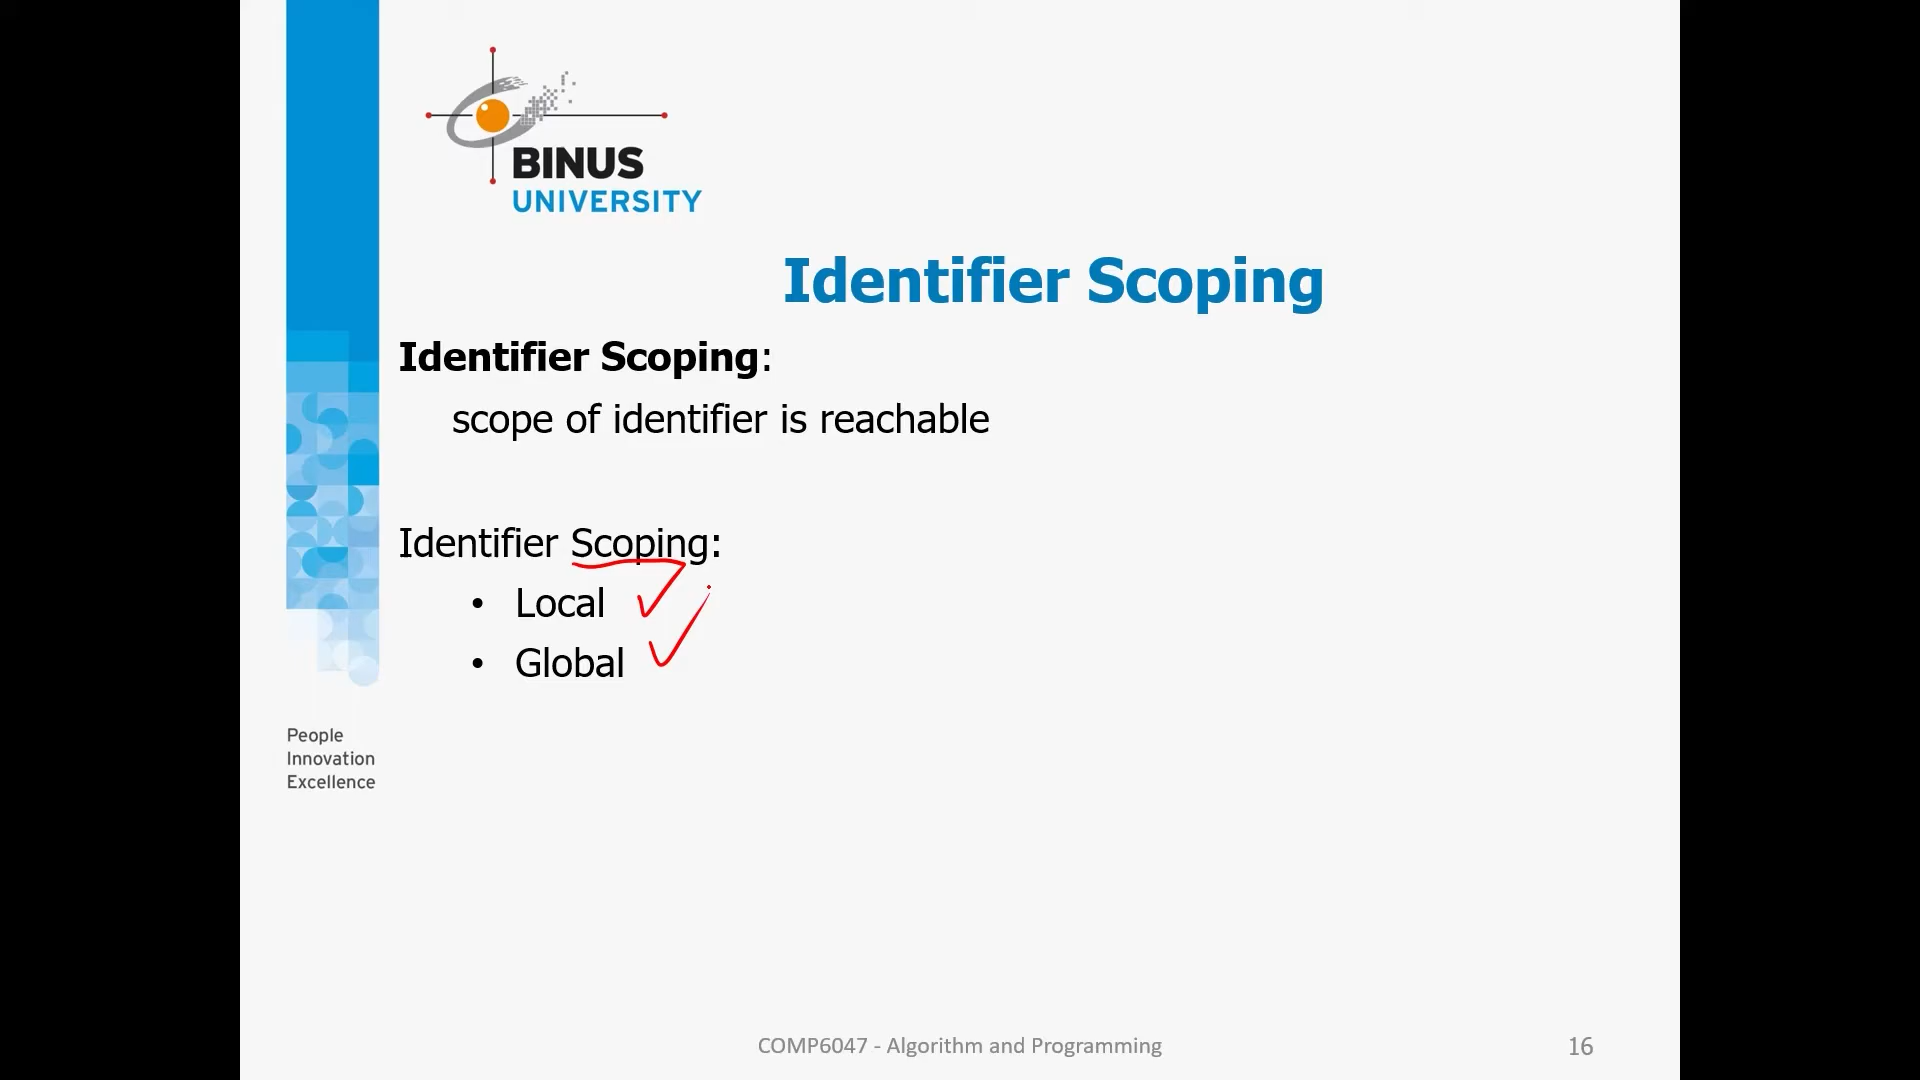 BINUS
UNIVERSITY
Identifier Scoping
Identifier Scoping:
scope of identifier is reachable
Identifier Scoping:
• Local
• Global
People
Innovation
Excellence
COMP6047 - Algorithm and Programming
16